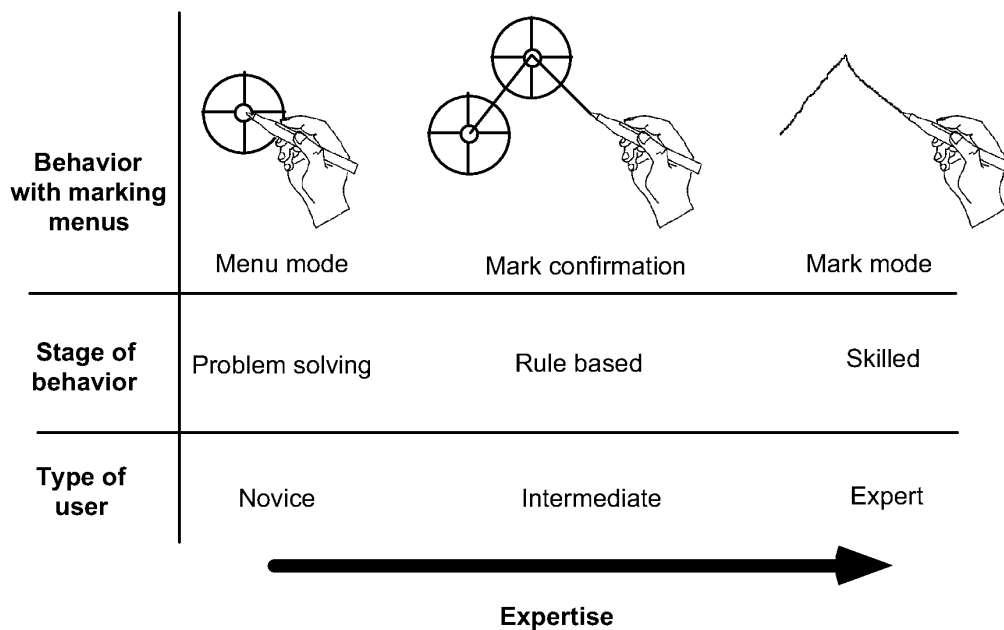 Behavior
with marking
menus
Menu mode
Mark confirmation
Mark mode
Stage of
behavior
Problem solving
Rule based
Skilled
Type of
user
Novice
Intermediate
Expert
Expertise